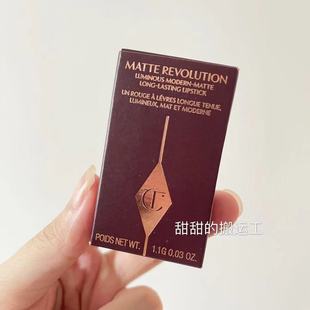 MATTE REVOLUTION
LUMINOUS MODERN-MATTE
LONG-LASTING LIPSTICK
UN ROUGE À LÈVRES LONGUE TENUE,
LUMINEUX, MAT ET MODERNE
CT
甜甜的搬运工
POIDS NET WT. 1.1G 0.03 OZ.